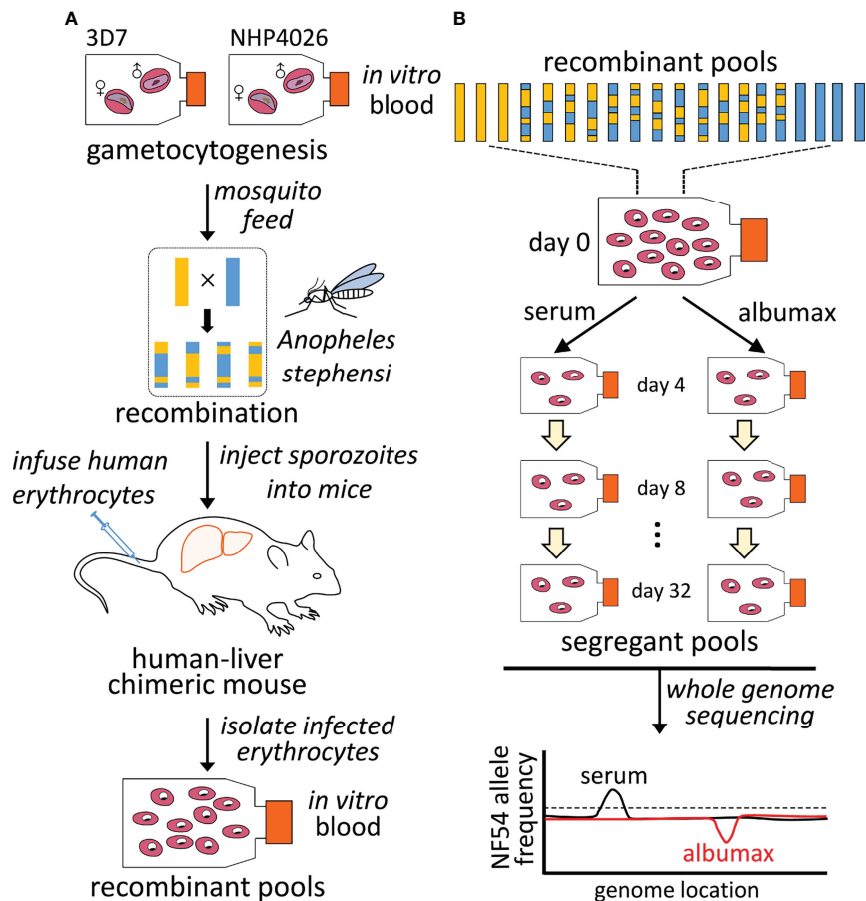 A
3D7
NHP4026
♀
♂
♀
♂
in vitro
blood
gametocytogenesis
mosquito
feed
×
Anopheles
stephensi
recombination
infuse human
erythrocytes
inject sporozoites
into mice
human-liver
chimeric mouse
isolate infected
erythrocytes
in vitro
blood
recombinant pools
B
recombinant pools
day 0
serum
albumax
day 4
day 8
day 32
segregant pools
whole genome
sequencing
NF54 allele
frequency
serum
albumax
genome location